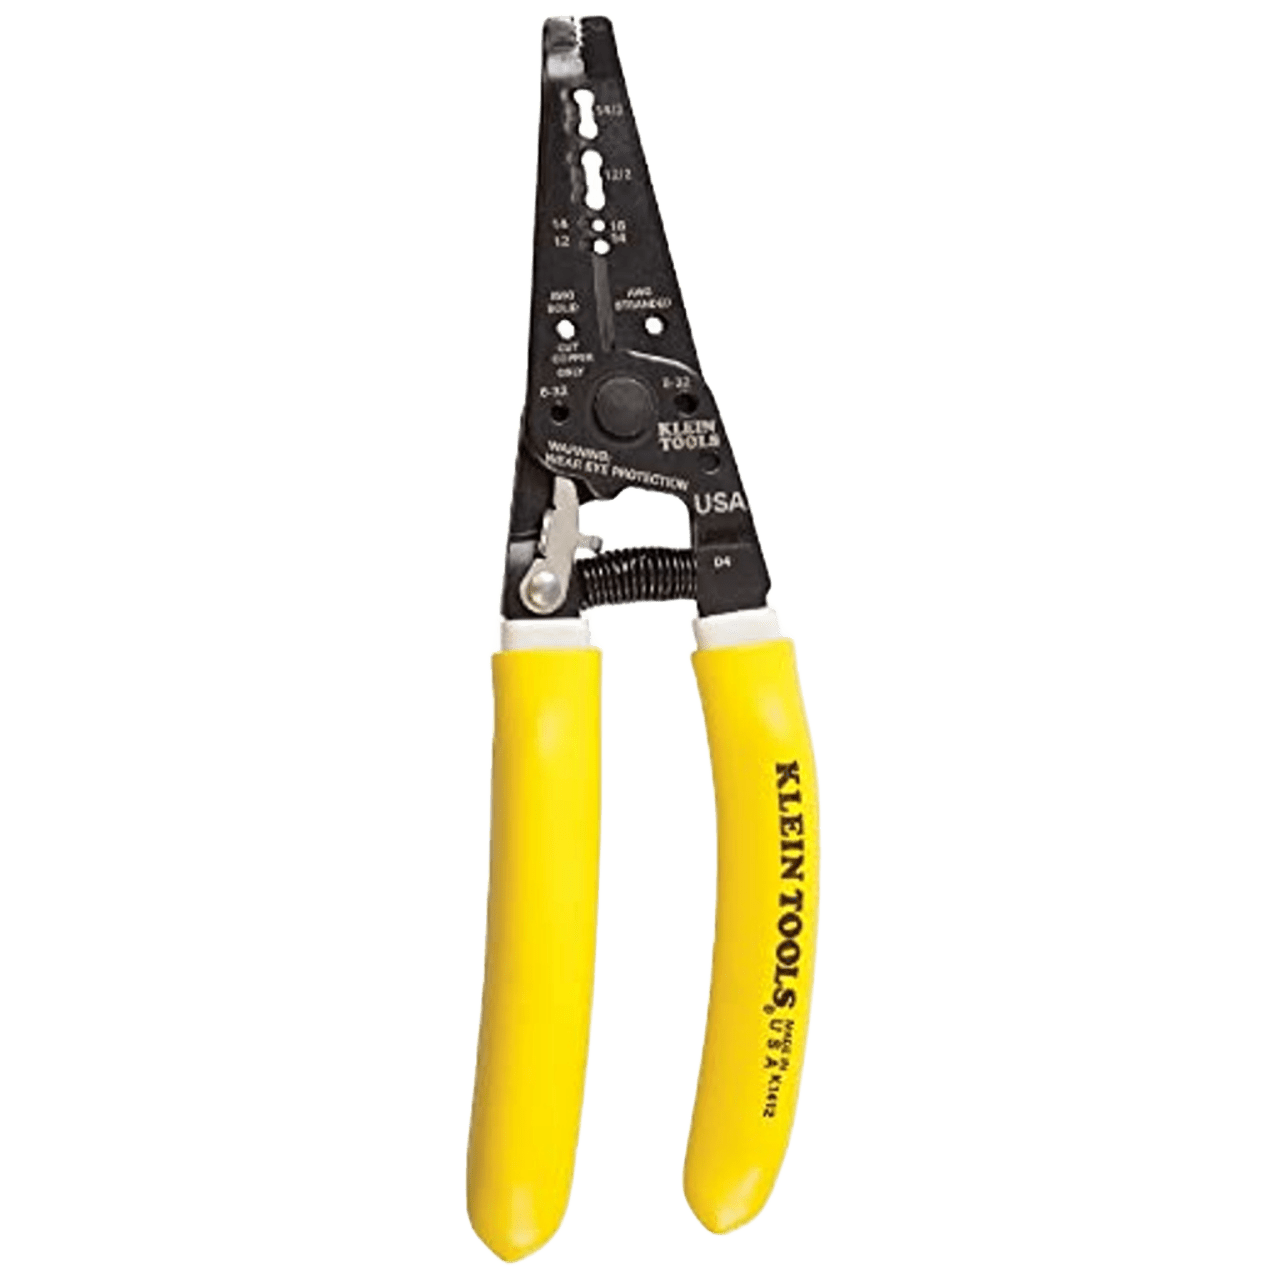 14/2
12/2
14 16
12 14
AWG AWG
SOLID STRANDED
CUT
COPPER
ONLY
6-32 8-32
KLEIN
TOOLS
WARNING:
WEAR EYE PROTECTION
USA
D4
KLEIN TOOLS®
MADE IN
USA K1412